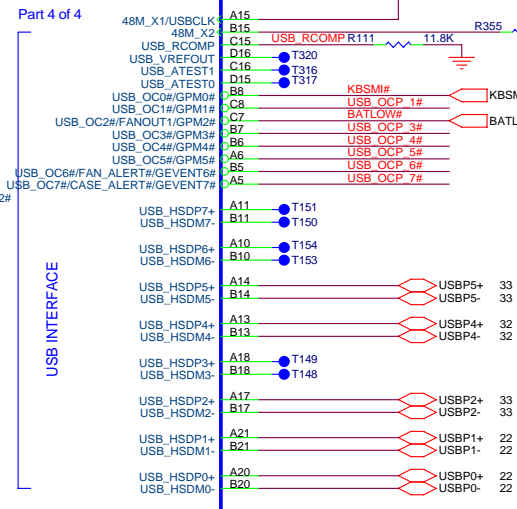 Part 4 of 4
48M_X1/USBCLK A15
48M_X2 B15 R355
USB_RCOMP C15 USB_RCOMP R111 11.8K
USB_VREFOUT D16 T320
USB_ATEST1 C16 T316
USB_ATEST0 D15 T317
USB_OC0#/GPM0# B8 KBSMI#
USB_OC1#/GPM1# C8 USB_OCP_1#
USB_OC2#/FANOUT1/GPM2# C7 BATLOW#
USB_OC3#/GPM3# B7 USB_OCP_3#
USB_OC4#/GPM4# B6 USB_OCP_4#
USB_OC5#/GPM5# A6 USB_OCP_5#
USB_OC6#/FAN_ALERT#/GEVENT6# B5 USB_OCP_6#
USB_OC7#/CASE_ALERT#/GEVENT7# A5 USB_OCP_7#
2#
USB_HSDP7+ A11 T151
USB_HSDM7- B11 T150
USB_HSDP6+ A10 T154
USB_HSDM6- B10 T153
USB INTERFACE
USB_HSDP5+ A14 USBP5+ 33
USB_HSDM5- B14 USBP5- 33
USB_HSDP4+ A13 USBP4+ 32
USB_HSDM4- B13 USBP4- 32
USB_HSDP3+ A18 T149
USB_HSDM3- B18 T148
USB_HSDP2+ A17 USBP2+ 33
USB_HSDM2- B17 USBP2- 33
USB_HSDP1+ A21 USBP1+ 22
USB_HSDM1- B21 USBP1- 22
USB_HSDP0+ A20 USBP0+ 22
USB_HSDM0- B20 USBP0- 22